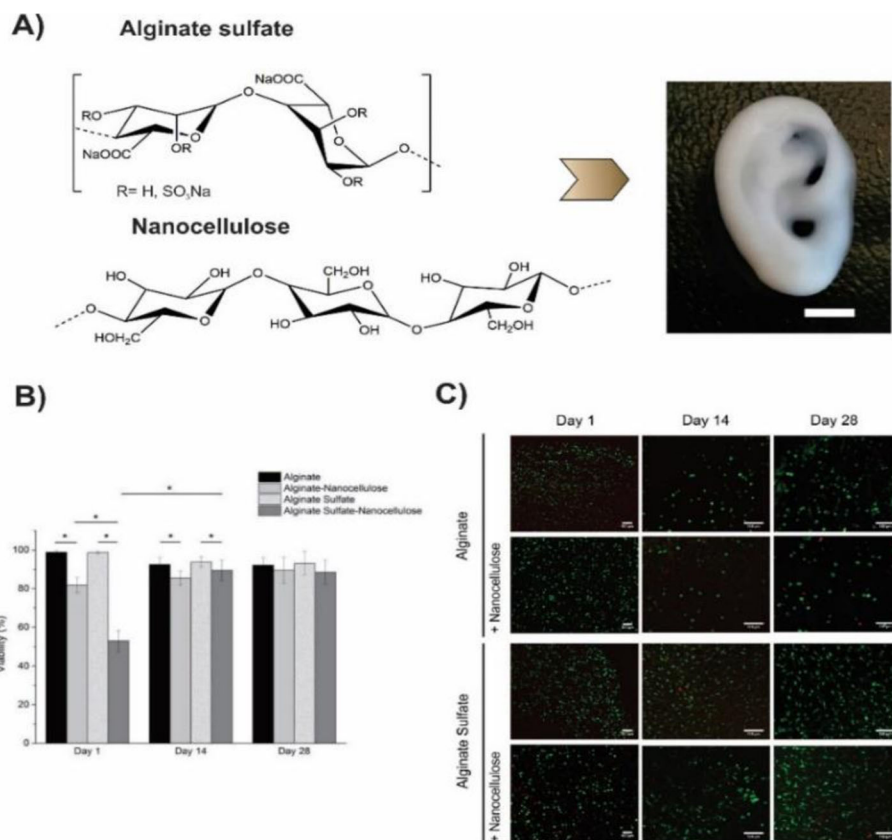 A)
Alginate sulfate
NaOOC
RO
OR
O
O
OR
O
O
NaOOC
OR
OR
R= H, SO₃Na
Nanocellulose
HO
OH
O
CH₂OH
O
HO
OH
O
O
O
HOH₂C
HO
OH
O
O
CH₂OH
B)
Alginate
Alginate-Nanocellulose
Alginate Sulfate
Alginate Sulfate-Nanocellulose
*
*
*
*
*
*
Viability (%)
100
80
60
40
20
0
Day 1
Day 14
Day 28
C)
Day 1
Day 14
Day 28
Alginate
+ Nanocellulose
Alginate Sulfate
+ Nanocellulose